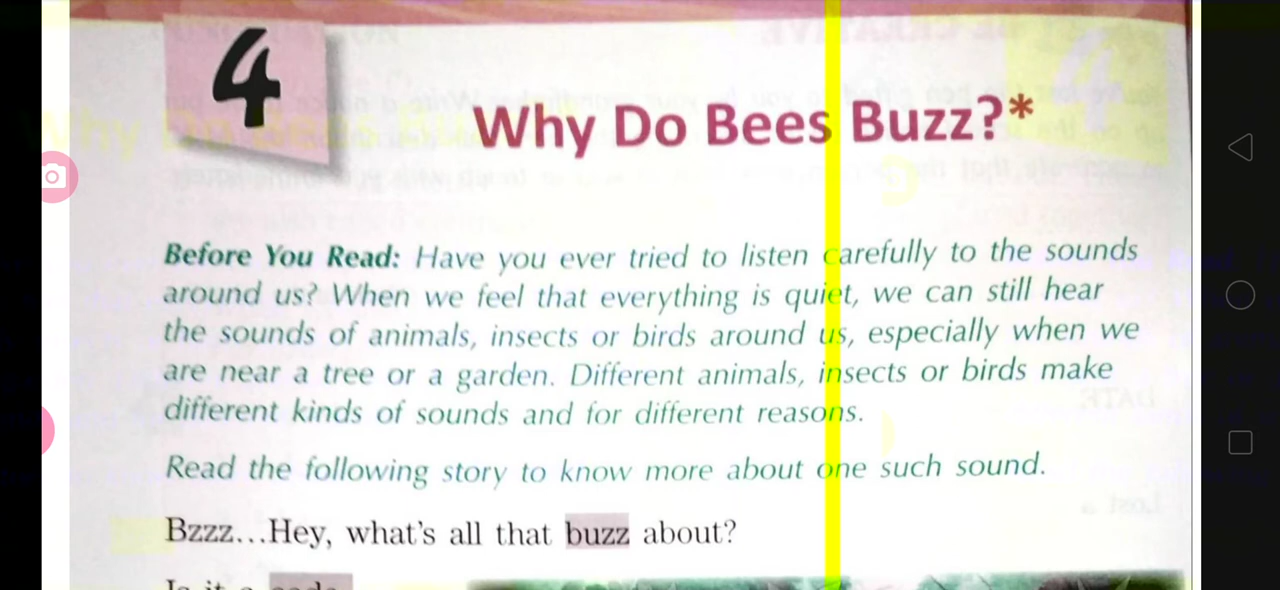 4
Why Do Bees Buzz?*
Before You Read: Have you ever tried to listen carefully to the sounds
around us? When we feel that everything is quiet, we can still hear
the sounds of animals, insects or birds around us, especially when we
are near a tree or a garden. Different animals, insects or birds make
different kinds of sounds and for different reasons.
Read the following story to know more about one such sound.
Bzzz...Hey, what's all that buzz about?
Is it a